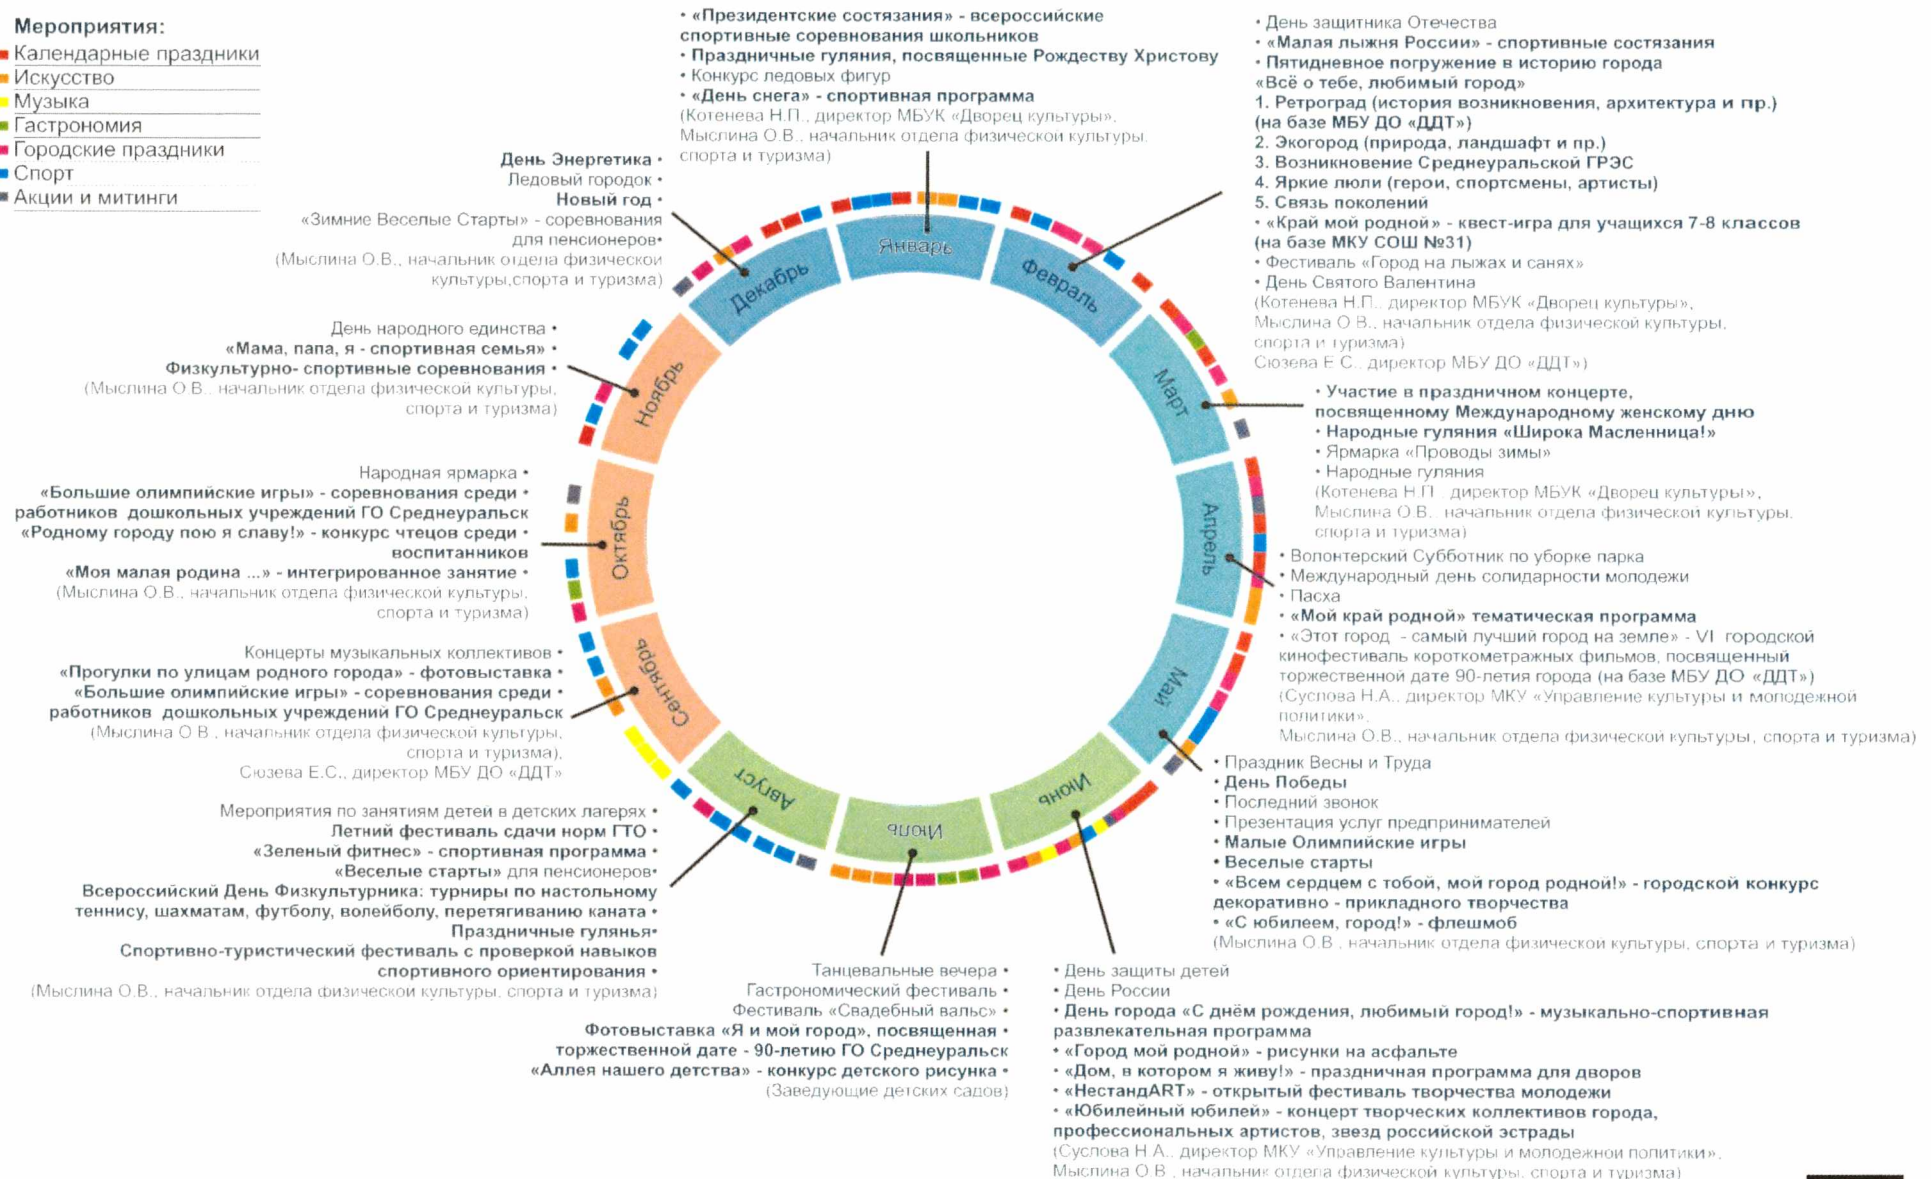 Мероприятия:
Календарные праздники
Искусство
Музыка
Гастрономия
Городские праздники
Спорт
Акции и митинги
• «Президентские состязания» - всероссийские
спортивные соревнования школьников
• Праздничные гуляния, посвященные Рождеству Христову
• Конкурс ледовых фигур
• «День снега» - спортивная программа
(Котенева Н.П., директор МБУК «Дворец культуры»,
Мыслина О.В., начальник отдела физической культуры,
спорта и туризма)
• День защитника Отечества
• «Малая лыжня России» - спортивные состязания
• Пятидневное погружение в историю города
«Всё о тебе, любимый город»
1. Ретроград (история возникновения, архитектура и пр.)
(на базе МБУ ДО «ДДТ»)
2. Экогород (природа, ландшафт и пр.)
3. Возникновение Среднеуральской ГРЭС
4. Яркие люли (герои, спортсмены, артисты)
5. Связь поколений
• «Край мой родной» - квест-игра для учащихся 7-8 классов
(на базе МКУ СОШ №31)
• Фестиваль «Город на лыжах и санях»
• День Святого Валентина
(Котенева Н.П., директор МБУК «Дворец культуры»,
Мыслина О.В., начальник отдела физической культуры,
спорта и туризма)
Сюзева Е.С., директор МБУ ДО «ДДТ»)
• Участие в праздничном концерте,
посвященному Международному женскому дню
• Народные гуляния «Широка Масленница!»
• Ярмарка «Проводы зимы»
• Народные гуляния
(Котенева Н.П., директор МБУК «Дворец культуры»,
Мыслина О.В., начальник отдела физической культуры,
спорта и туризма)
• Волонтерский Субботник по уборке парка
• Международный день солидарности молодежи
• Пасха
• «Мой край родной» тематическая программа
• «Этот город - самый лучший город на земле» - VI городской
кинофестиваль короткометражных фильмов, посвященный
торжественной дате 90-летия города (на базе МБУ ДО «ДДТ»)
(Суслова Н.А., директор МКУ «Управление культуры и молодежной
политики»,
Мыслина О.В., начальник отдела физической культуры, спорта и туризма)
• Праздник Весны и Труда
• День Победы
• Последний звонок
• Презентация услуг предпринимателей
• Малые Олимпийские игры
• Веселые старты
• «Всем сердцем с тобой, мой город родной!» - городской конкурс
декоративно - прикладного творчества
• «С юбилеем, город!» - флешмоб
(Мыслина О.В., начальник отдела физической культуры, спорта и туризма)
• День защиты детей
• День России
• День города «С днём рождения, любимый город!» - музыкально-спортивная
развлекательная программа
• «Город мой родной» - рисунки на асфальте
• «Дом, в котором я живу!» - праздничная программа для дворов
• «НестандART» - открытый фестиваль творчества молодежи
• «Юбилейный юбилей» - концерт творческих коллективов города,
профессиональных артистов, звезд российской эстрады
(Суслова Н.А., директор МКУ «Управление культуры и молодежной политики»,
Мыслина О.В., начальник отдела физической культуры, спорта и туризма)
Танцевальные вечера •
Гастрономический фестиваль •
Фестиваль «Свадебный вальс» •
Фотовыставка «Я и мой город», посвященная •
торжественной дате - 90-летию ГО Среднеуральск
«Аллея нашего детства» - конкурс детского рисунка •
(Заведующие детских садов)
Мероприятия по занятиям детей в детских лагерях •
Летний фестиваль сдачи норм ГТО •
«Зеленый фитнес» - спортивная программа •
«Веселые старты» для пенсионеров•
Всероссийский День Физкультурника: турниры по настольному
теннису, шахматам, футболу, волейболу, перетягиванию каната •
Праздничные гулянья•
Спортивно-туристический фестиваль с проверкой навыков
спортивного ориентирования •
(Мыслина О.В., начальник отдела физической культуры, спорта и туризма)
Концерты музыкальных коллективов •
«Прогулки по улицам родного города» - фотовыставка •
«Большие олимпийские игры» - соревнования среди •
работников дошкольных учреждений ГО Среднеуральск
(Мыслина О.В., начальник отдела физической культуры,
спорта и туризма),
Сюзева Е.С., директор МБУ ДО «ДДТ»
Народная ярмарка •
«Большие олимпийские игры» - соревнования среди •
работников дошкольных учреждений ГО Среднеуральск
«Родному городу пою я славу!» - конкурс чтецов среди •
воспитанников
«Моя малая родина ...» - интегрированное занятие •
(Мыслина О.В., начальник отдела физической культуры,
спорта и туризма)
День народного единства •
«Мама, папа, я - спортивная семья» •
Физкультурно- спортивные соревнования •
(Мыслина О.В., начальник отдела физической культуры,
спорта и туризма)
День Энергетика •
Ледовый городок •
Новый год •
«Зимние Веселые Старты» - соревнования
для пенсионеров•
(Мыслина О.В., начальник отдела физической
культуры,спорта и туризма)
Январь
Февраль
Март
Апрель
Май
Июнь
Июль
Август
Сентябрь
Октябрь
Ноябрь
Декабрь